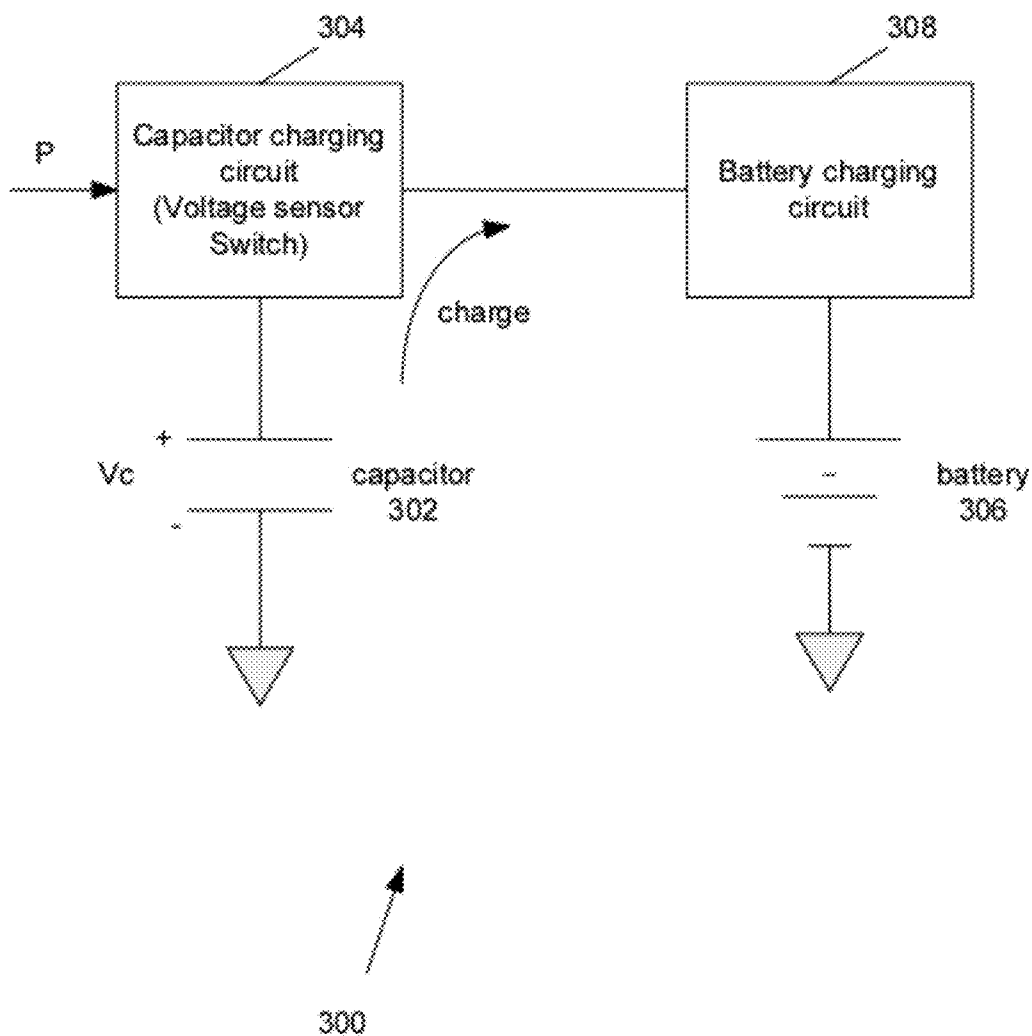 304
308
P
Capacitor charging
circuit
(Voltage sensor
Switch)
Battery charging
circuit
charge
+
Vc
-
capacitor
302
-
battery
306
300